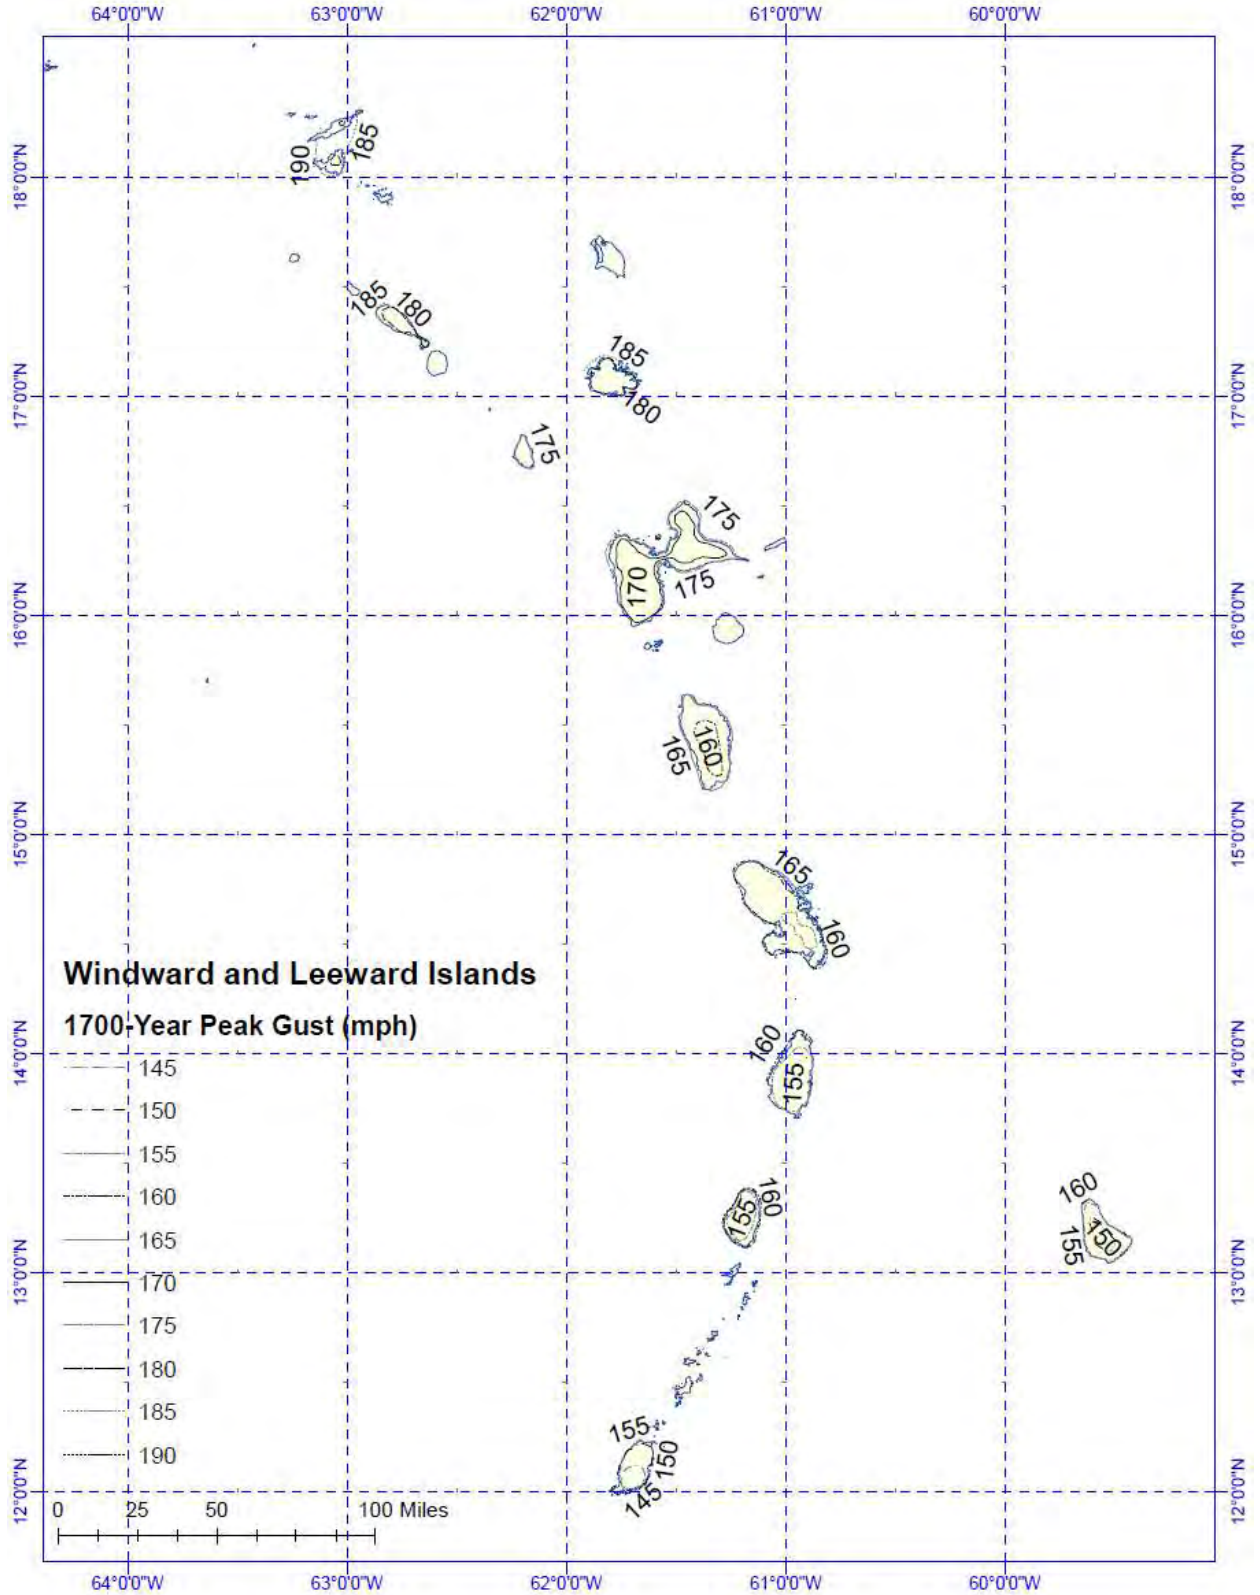 64°0'0"W 63°0'0"W 62°0'0"W 61°0'0"W 60°0'0"W
18°0'0"N 18°0'0"N
190 185
185 180
185
180
17°0'0"N 17°0'0"N
175
175
170 175
16°0'0"N 16°0'0"N
165 160
15°0'0"N 15°0'0"N
165
160
Windward and Leeward Islands
1700-Year Peak Gust (mph)
160
155
14°0'0"N 14°0'0"N
145
150
155
160
165
170
175
180
185
190
160
155
160
155 150
13°0'0"N 13°0'0"N
155
150
145
12°0'0"N 12°0'0"N
0 25 50 100 Miles
64°0'0"W 63°0'0"W 62°0'0"W 61°0'0"W 60°0'0"W